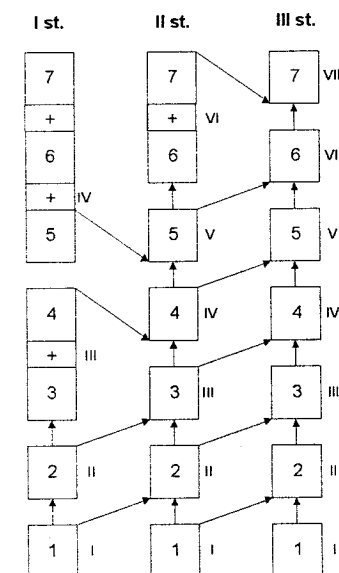 I st. II st. III st.
7 7 7 VII
+ + VI
6 6 6 VI
+ IV
5 5 V 5 V
4 4 IV 4 IV
+ III
3 3 III 3 III
2 II 2 II 2 II
1 I 1 I 1 I